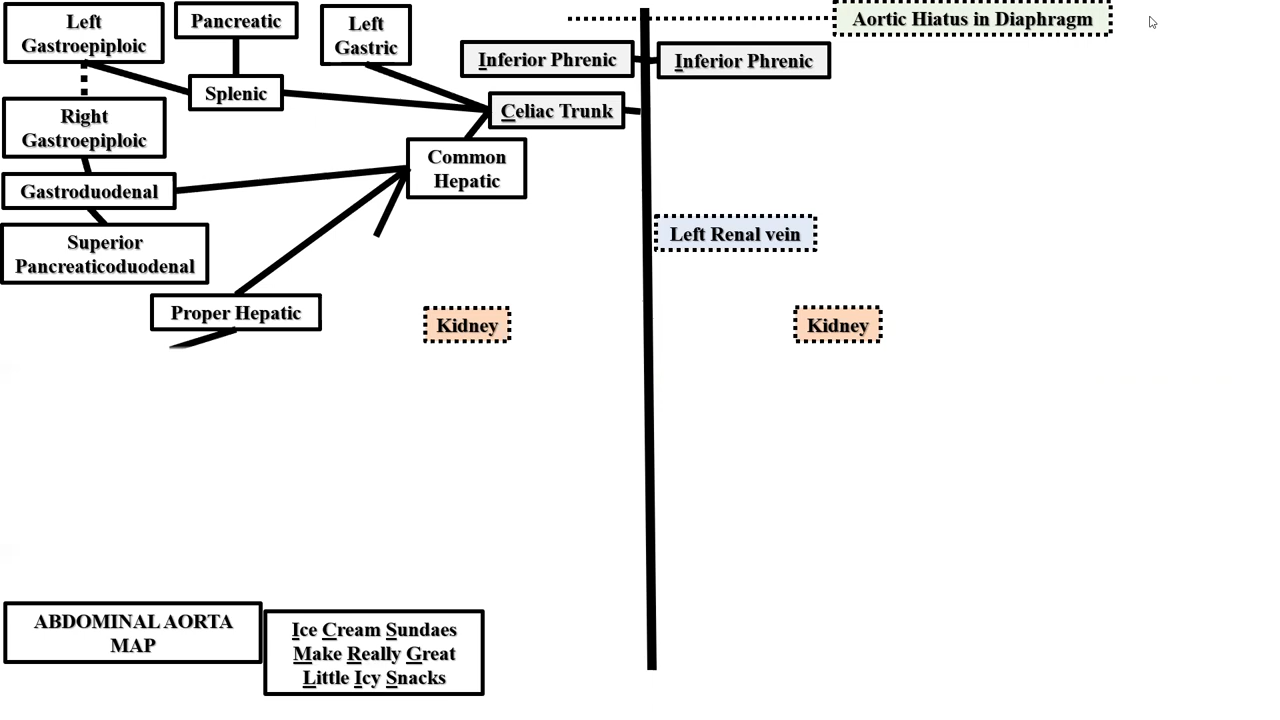 Left
Gastroepiploic
Pancreatic
Left
Gastric
Aortic Hiatus in Diaphragm
Inferior Phrenic
Inferior Phrenic
Splenic
Celiac Trunk
Right
Gastroepiploic
Common
Hepatic
Gastroduodenal
Superior
Pancreaticoduodenal
Left Renal vein
Proper Hepatic
Kidney
Kidney
ABDOMINAL AORTA
MAP
Ice Cream Sundaes
Make Really Great
Little Icy Snacks